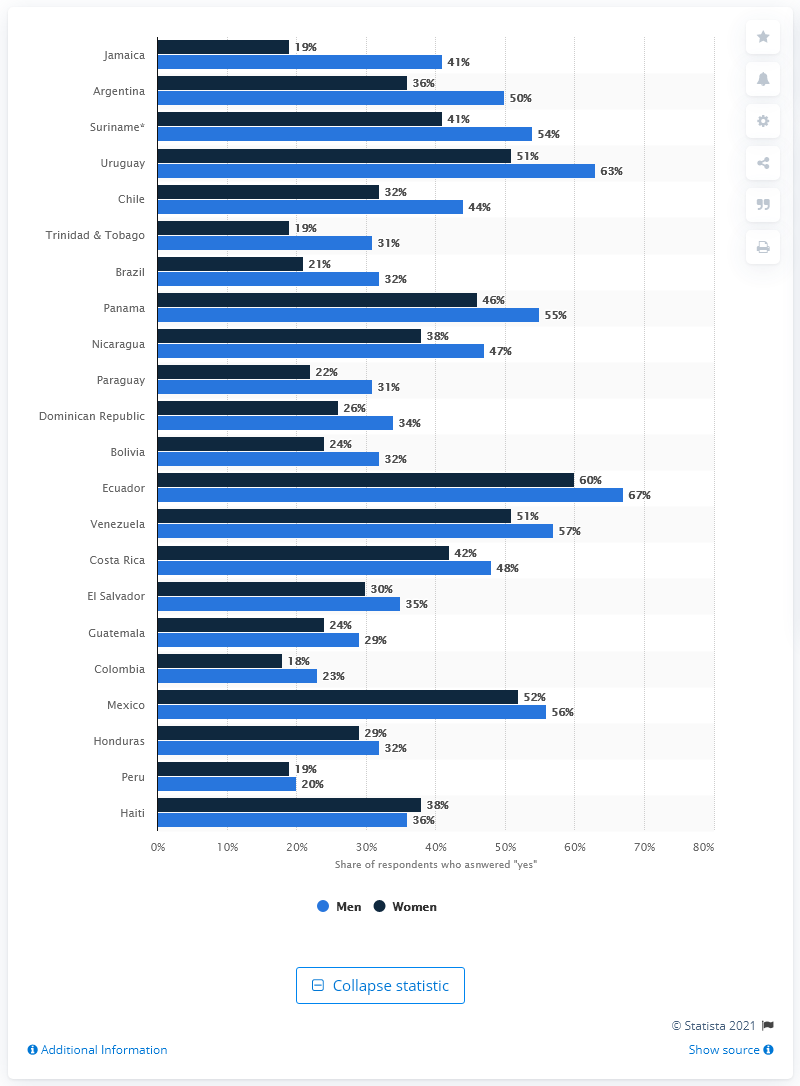 19%
Jamaica
41%
36%
Argentina
50%
41%
Suriname*
54%
51%
Uruguay
63%
32%
Chile
44%
19%
Trinidad & Tobago
31%
21%
Brazil
32%
46%
Panama
55%
38%
Nicaragua
47%
22%
Paraguay
31%
26%
Dominican Republic
34%
24%
Bolivia
32%
60%
Ecuador
67%
51%
Venezuela
57%
42%
Costa Rica
48%
30%
El Salvador
35%
24%
Guatemala
29%
18%
Colombia
23%
52%
Mexico
56%
29%
Honduras
32%
19%
Peru
20%
38%
Haiti
36%
0% 10% 20% 30% 40% 50% 60% 70% 80%
Share of respondents who asnwered "yes"
Men Women
Collapse statistic
© Statista 2021
Additional Information Show source